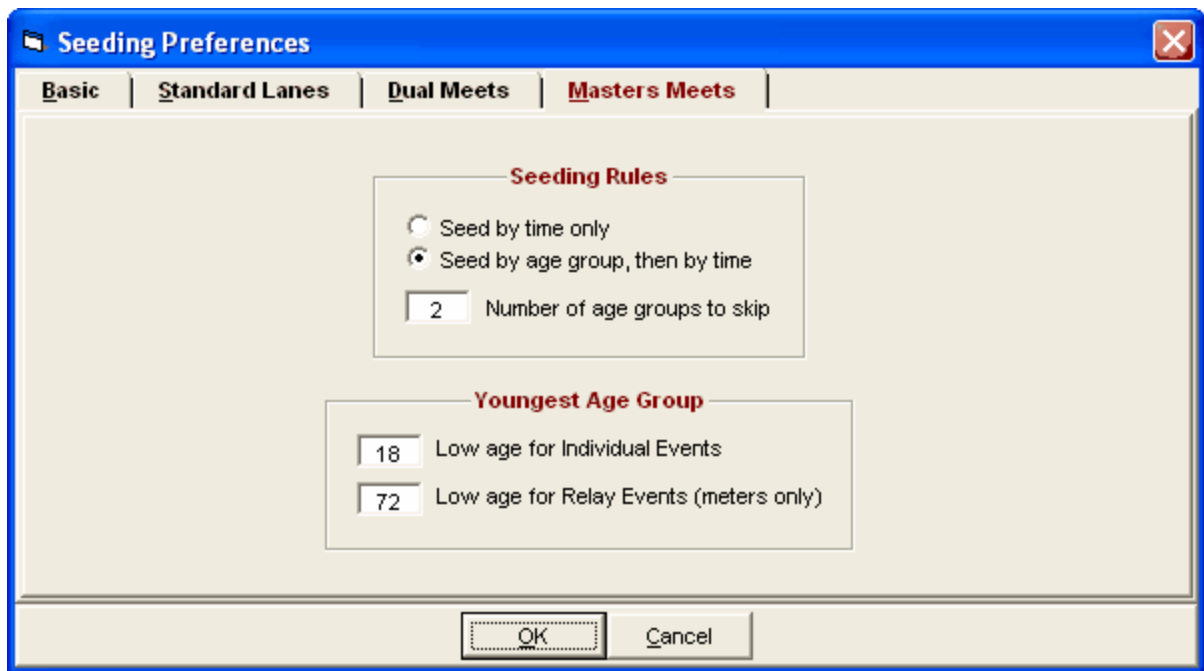 Seeding Preferences
Basic Standard Lanes Dual Meets Masters Meets
Seeding Rules
Seed by time only
Seed by age group, then by time
2 Number of age groups to skip
Youngest Age Group
18 Low age for Individual Events
72 Low age for Relay Events (meters only)
OK Cancel